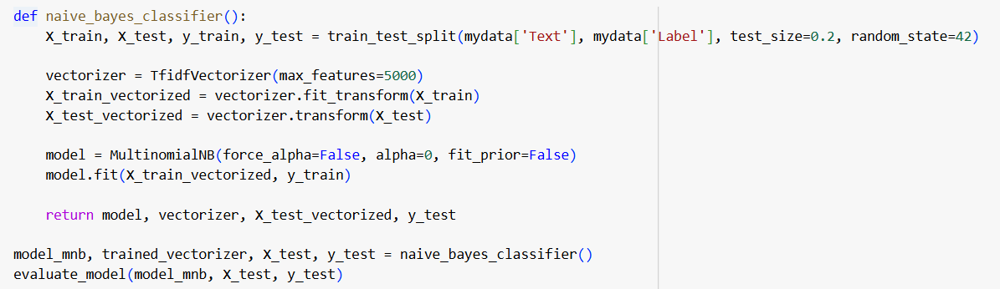 def naive_bayes_classifier():
    X_train, X_test, y_train, y_test = train_test_split(mydata['Text'], mydata['Label'], test_size=0.2, random_state=42)
    vectorizer = TfidfVectorizer(max_features=5000)
    X_train_vectorized = vectorizer.fit_transform(X_train)
    X_test_vectorized = vectorizer.transform(X_test)
    model = MultinomialNB(force_alpha=False, alpha=0, fit_prior=False)
    model.fit(X_train_vectorized, y_train)
    return model, vectorizer, X_test_vectorized, y_test
model_mnb, trained_vectorizer, X_test, y_test = naive_bayes_classifier()
evaluate_model(model_mnb, X_test, y_test)